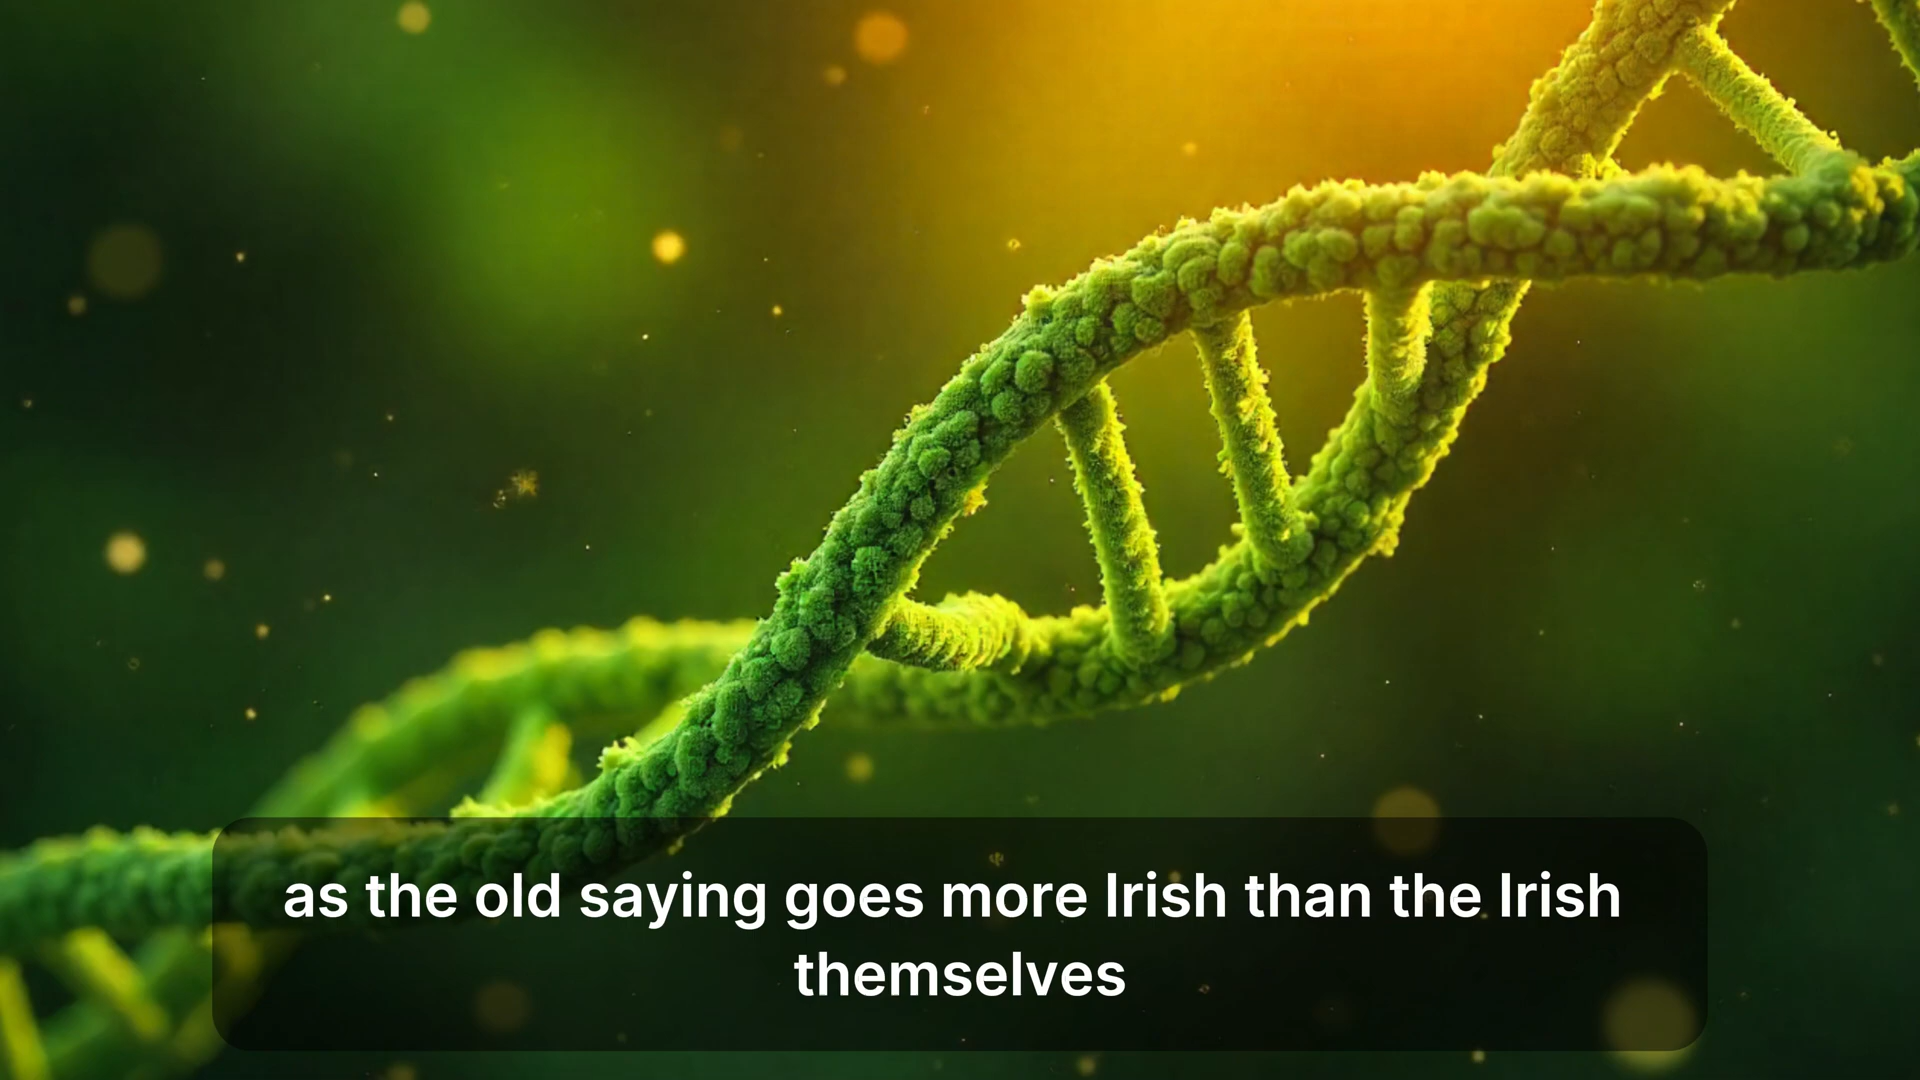 as the old saying goes more Irish than the Irish
themselves